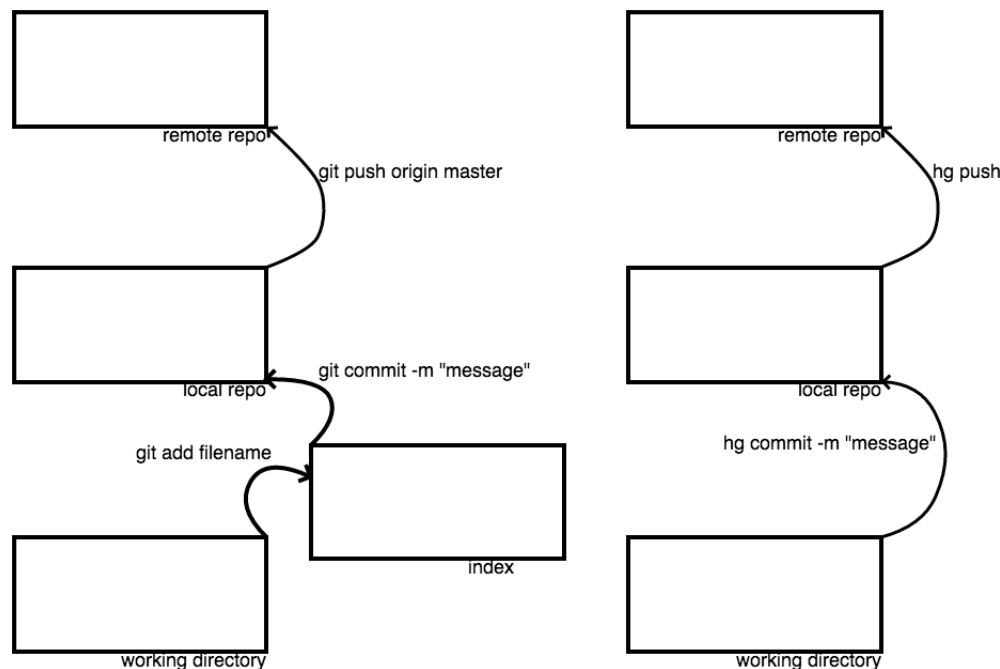 remote repo
git push origin master
local repo
git commit -m "message"
git add filename
index
working directory
remote repo
hg push
local repo
hg commit -m "message"
working directory